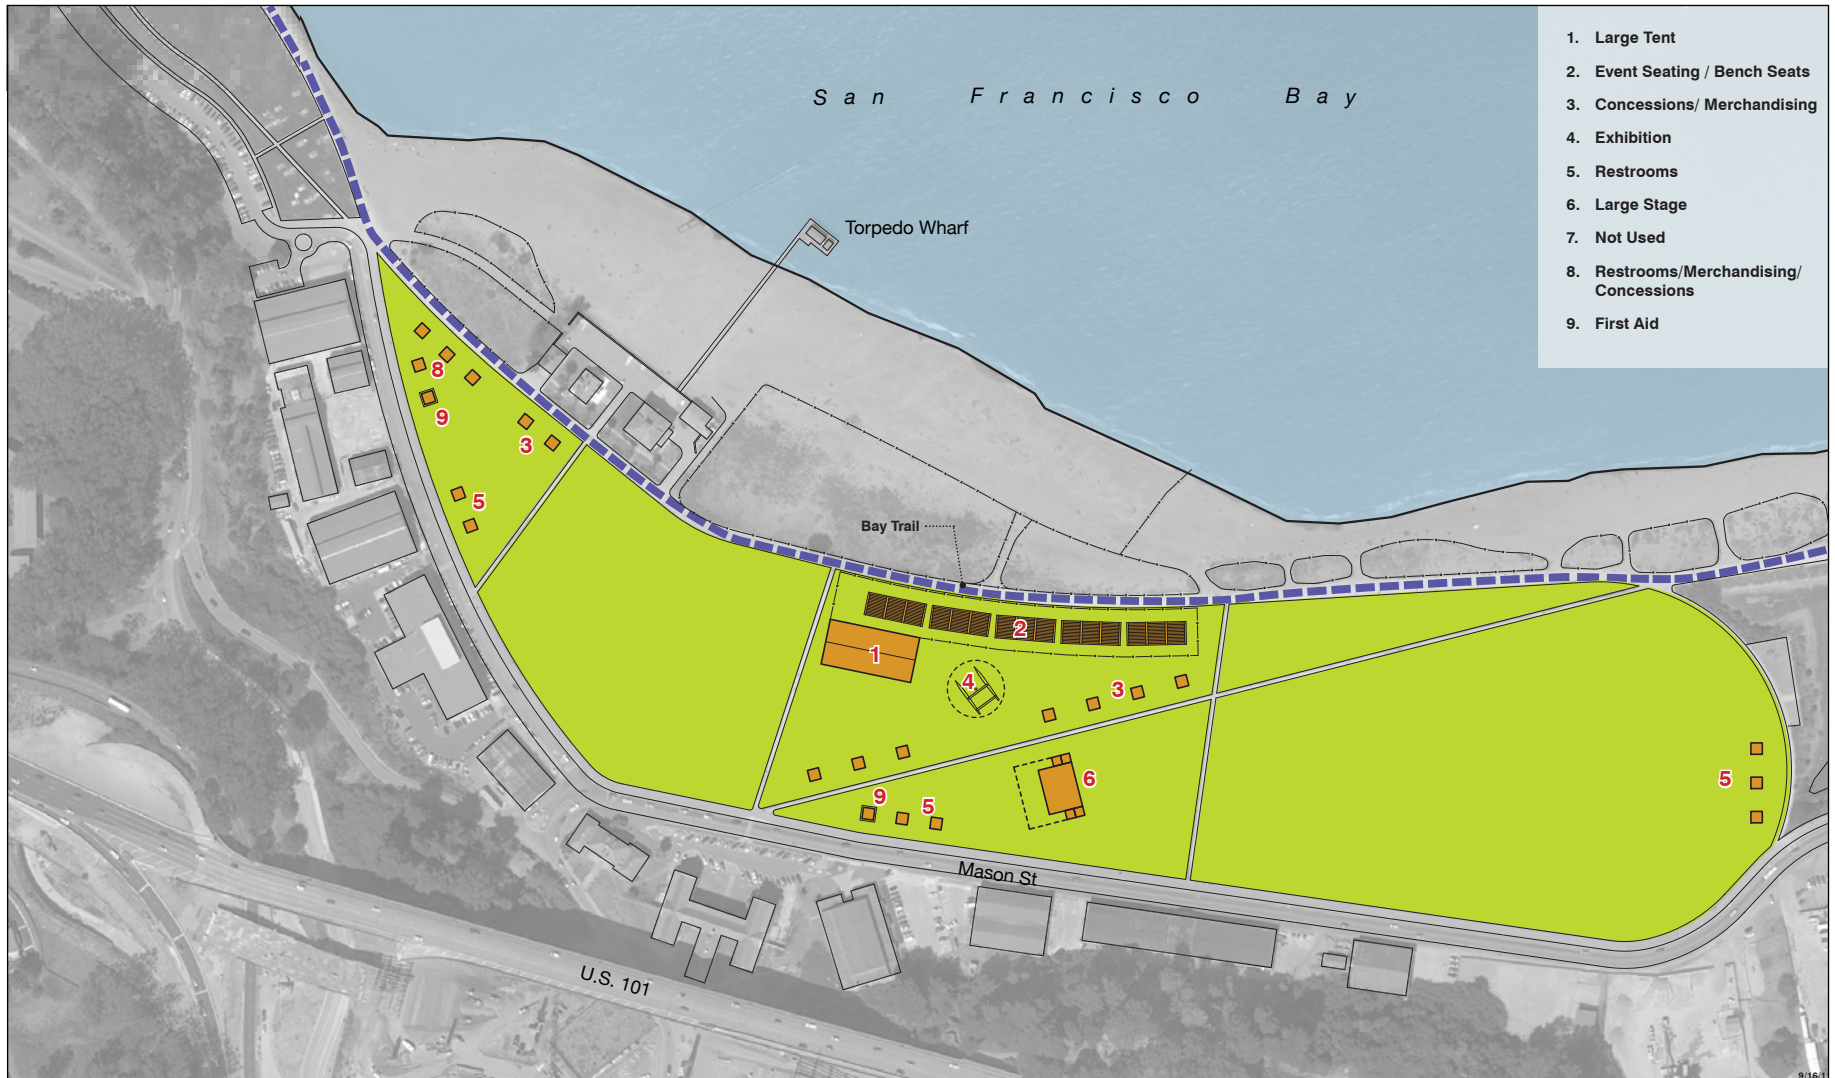 1. Large Tent
2. Event Seating / Bench Seats
3. Concessions/ Merchandising
4. Exhibition
5. Restrooms
6. Large Stage
7. Not Used
8. Restrooms/Merchandising/
Concessions
9. First Aid
San Francisco Bay
Torpedo Wharf
8
9
3
5
Bay Trail
2
1
4
3
6
5
9
5
Mason St
U.S. 101